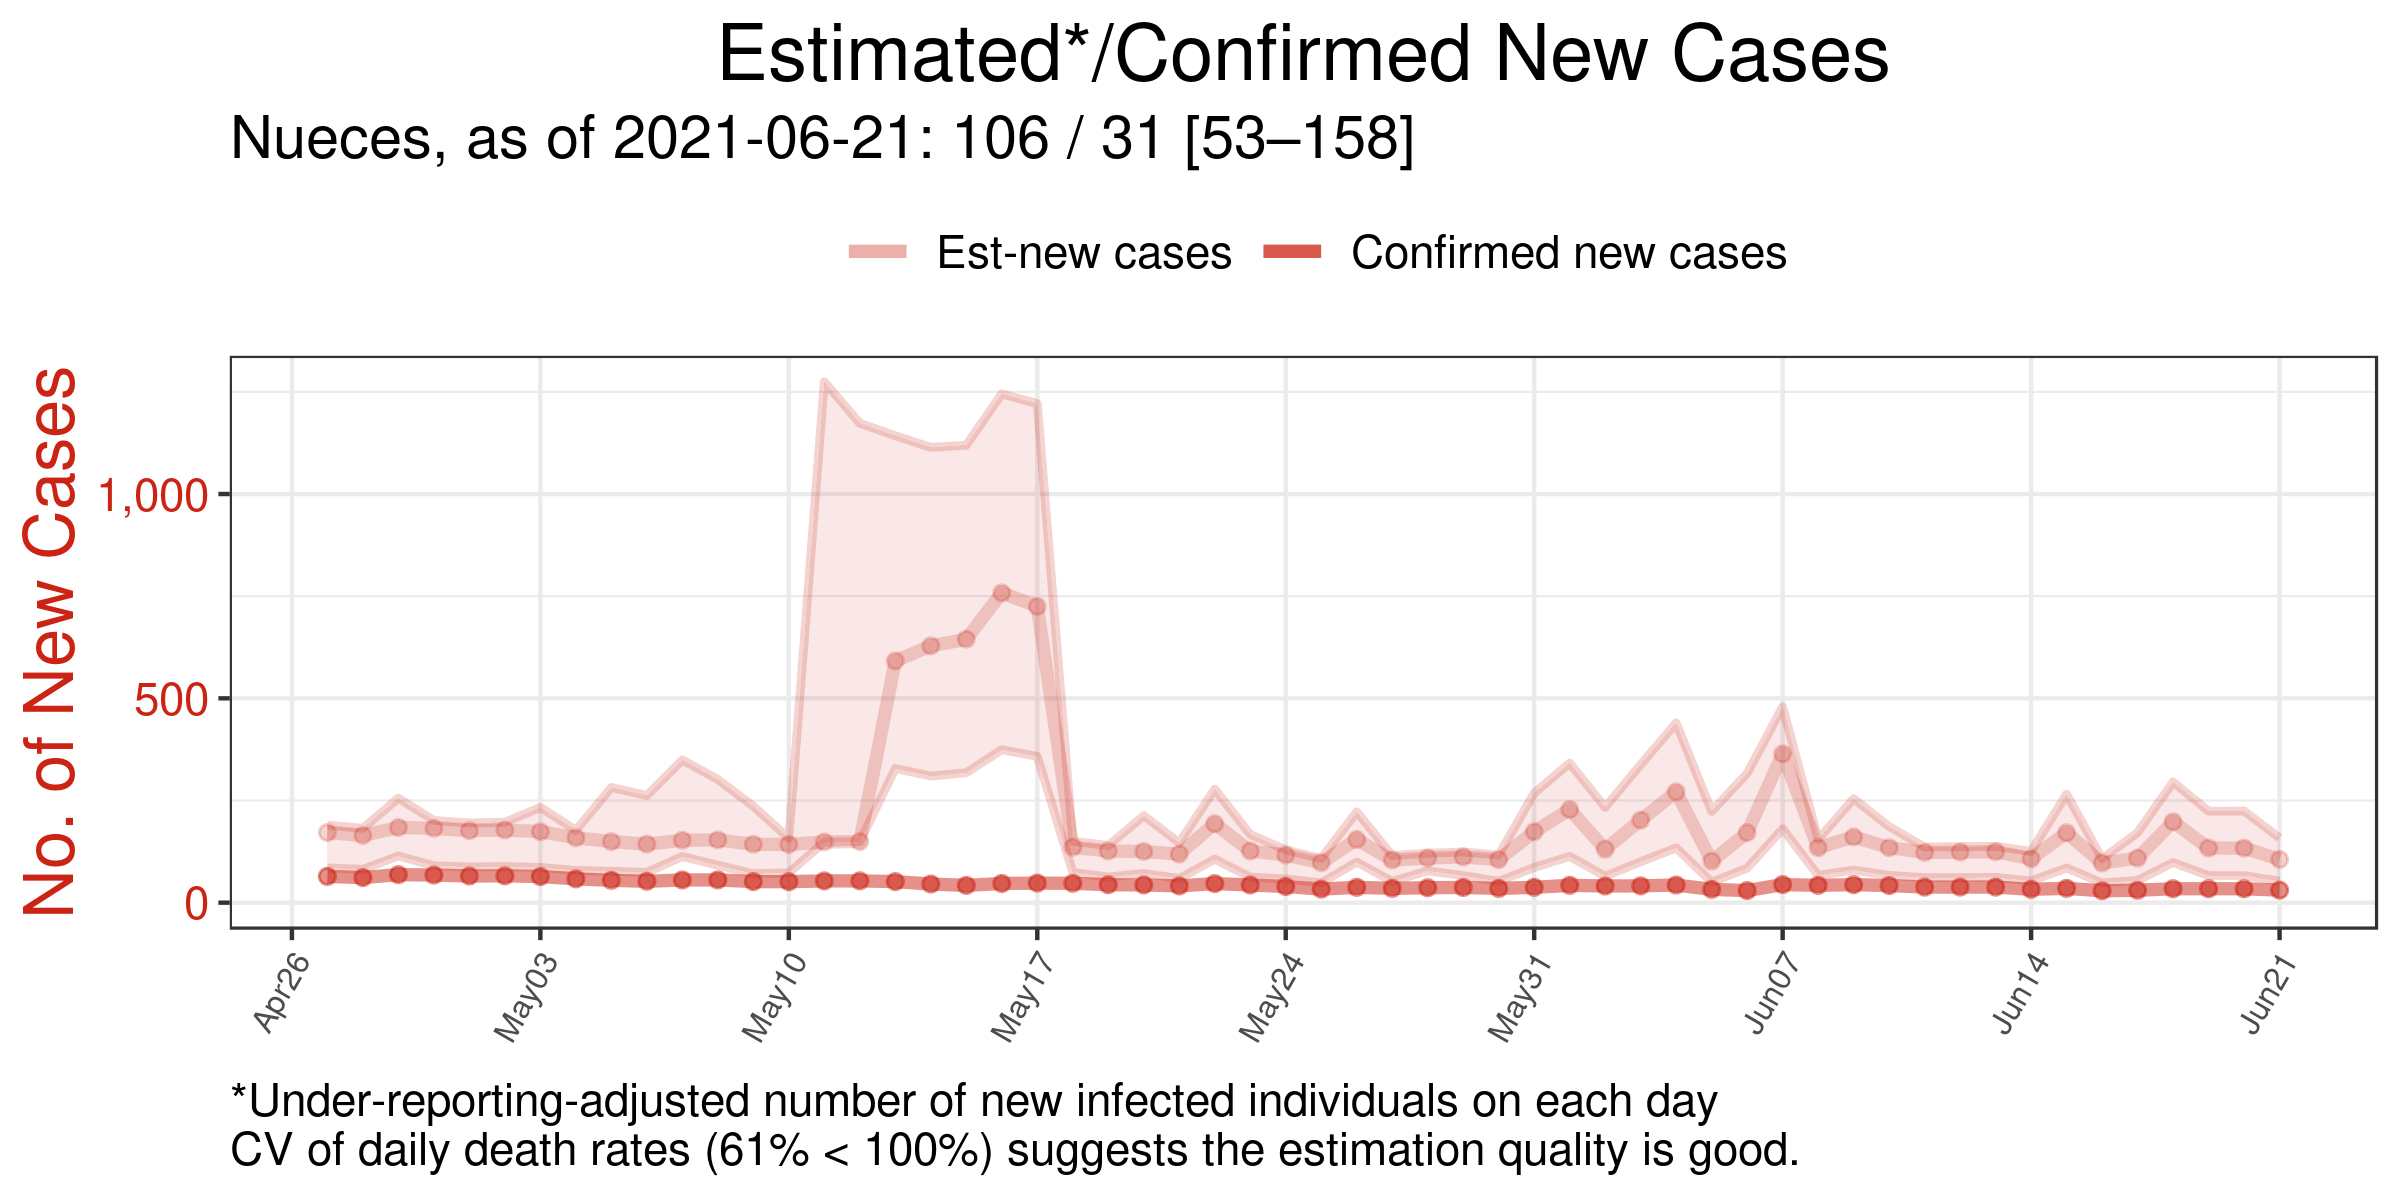 Estimated*/Confirmed New Cases
Nueces, as of 2021-06-21: 106 / 31 [53–158]
Est-new cases Confirmed new cases
No. of New Cases
1,000
500
0
Apr26 May03 May10 May17 May24 May31 Jun07 Jun14 Jun21
*Under-reporting-adjusted number of new infected individuals on each day
CV of daily death rates (61% < 100%) suggests the estimation quality is good.